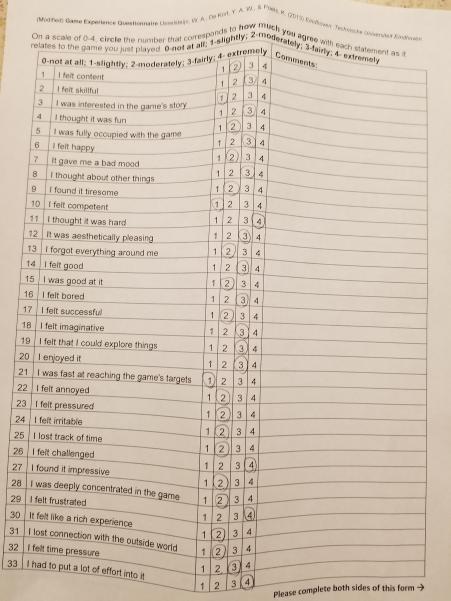 (Modified) Game Experience Questionnaire IJsselsteijn, W. A., De Kort, Y. A. W., & Poels, K. (2013) Eindhoven: Technische Universiteit Eindhoven
On a scale of 0-4, circle the number that corresponds to how much you agree with each statement as it
relates to the game you just played. 0-not at all; 1-slightly; 2-moderately; 3-fairly; 4- extremely
0-not at all; 1-slightly; 2-moderately; 3-fairly; 4- extremely Comments:
1 I felt content 1 2 3 4
2 I felt skillful 1 2 3 4
3 I was interested in the game's story 1 2 3 4
4 I thought it was fun 1 2 3 4
5 I was fully occupied with the game 1 2 3 4
6 I felt happy 1 2 3 4
7 It gave me a bad mood 1 2 3 4
8 I thought about other things 1 2 3 4
9 I found it tiresome 1 2 3 4
10 I felt competent 1 2 3 4
11 I thought it was hard 1 2 3 4
12 It was aesthetically pleasing 1 2 3 4
13 I forgot everything around me 1 2 3 4
14 I felt good 1 2 3 4
15 I was good at it 1 2 3 4
16 I felt bored 1 2 3 4
17 I felt successful 1 2 3 4
18 I felt imaginative 1 2 3 4
19 I felt that I could explore things 1 2 3 4
20 I enjoyed it 1 2 3 4
21 I was fast at reaching the game's targets 1 2 3 4
22 I felt annoyed 1 2 3 4
23 I felt pressured 1 2 3 4
24 I felt irritable 1 2 3 4
25 I lost track of time 1 2 3 4
26 I felt challenged 1 2 3 4
27 I found it impressive 1 2 3 4
28 I was deeply concentrated in the game 1 2 3 4
29 I felt frustrated 1 2 3 4
30 It felt like a rich experience 1 2 3 4
31 I lost connection with the outside world 1 2 3 4
32 I felt time pressure 1 2 3 4
33 I had to put a lot of effort into it 1 2 3 4
Please complete both sides of this form →